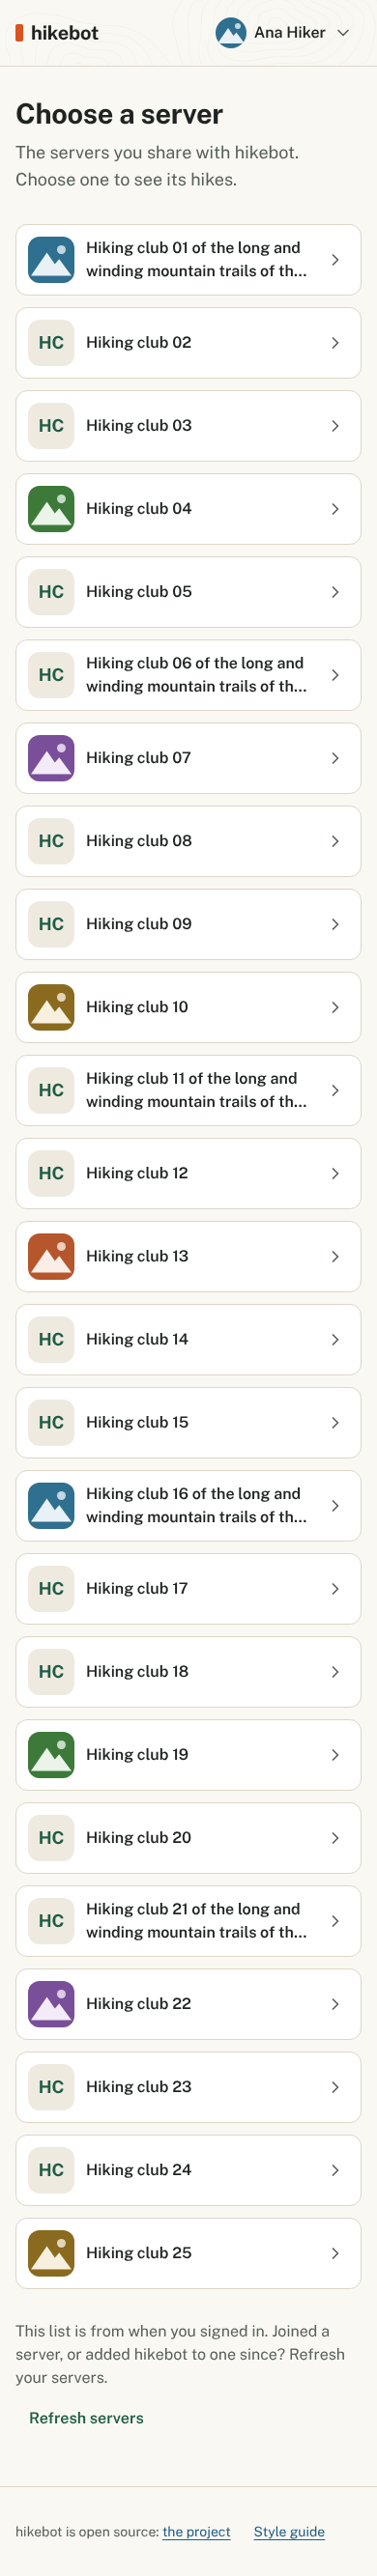 hikebot
Ana Hiker
Choose a server
The servers you share with hikebot.
Choose one to see its hikes.
Hiking club 01 of the long and
winding mountain trails of th...
HC
Hiking club 02
HC
Hiking club 03
Hiking club 04
HC
Hiking club 05
HC
Hiking club 06 of the long and
winding mountain trails of th...
Hiking club 07
HC
Hiking club 08
HC
Hiking club 09
Hiking club 10
HC
Hiking club 11 of the long and
winding mountain trails of th...
HC
Hiking club 12
Hiking club 13
HC
Hiking club 14
HC
Hiking club 15
Hiking club 16 of the long and
winding mountain trails of th...
HC
Hiking club 17
HC
Hiking club 18
Hiking club 19
HC
Hiking club 20
HC
Hiking club 21 of the long and
winding mountain trails of th...
Hiking club 22
HC
Hiking club 23
HC
Hiking club 24
Hiking club 25
This list is from when you signed in. Joined a
server, or added hikebot to one since? Refresh
your servers.
Refresh servers
hikebot is open source: the project Style guide